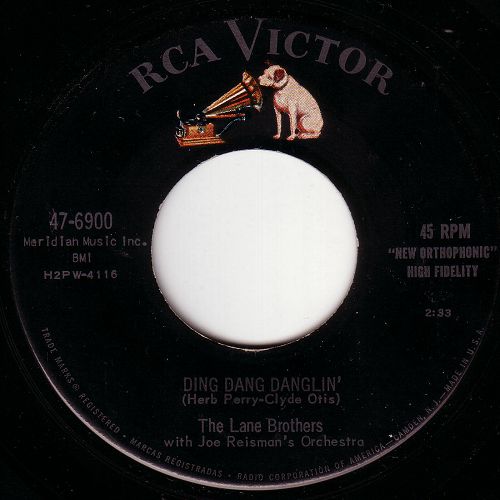 RCA VICTOR
47-6900
Meridian Music Inc.
BMI
H2PW-4116
45 RPM
"NEW ORTHOPHONIC"
HIGH FIDELITY
2:33
DING DANG DANGLIN'
(Herb Perry-Clyde Otis)
The Lane Brothers
with Joe Reisman's Orchestra
TRADE MARKS ® REGISTERED · MARCAS REGISTRADAS · RADIO CORPORATION OF AMERICA — CAMDEN, N.J. — MADE IN U.S.A.